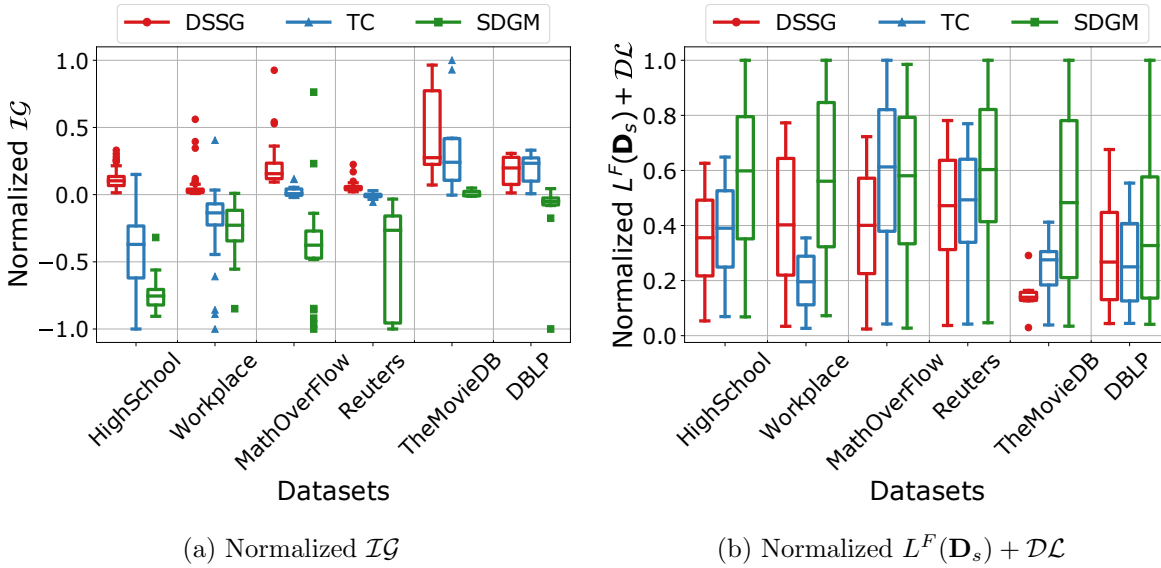 DSSG TC SDGM
1.0
0.5
0.0
−0.5
−1.0
Normalized 𝓘𝓖
HighSchool
Workplace
MathOverFlow
Reuters
TheMovieDB
DBLP
Datasets
(a) Normalized 𝓘𝓖
DSSG TC SDGM
1.0
0.8
0.6
0.4
0.2
0.0
Normalized L^F(𝐃_s) + 𝓓𝓛
HighSchool
Workplace
MathOverFlow
Reuters
TheMovieDB
DBLP
Datasets
(b) Normalized L^F(𝐃_s) + 𝓓𝓛